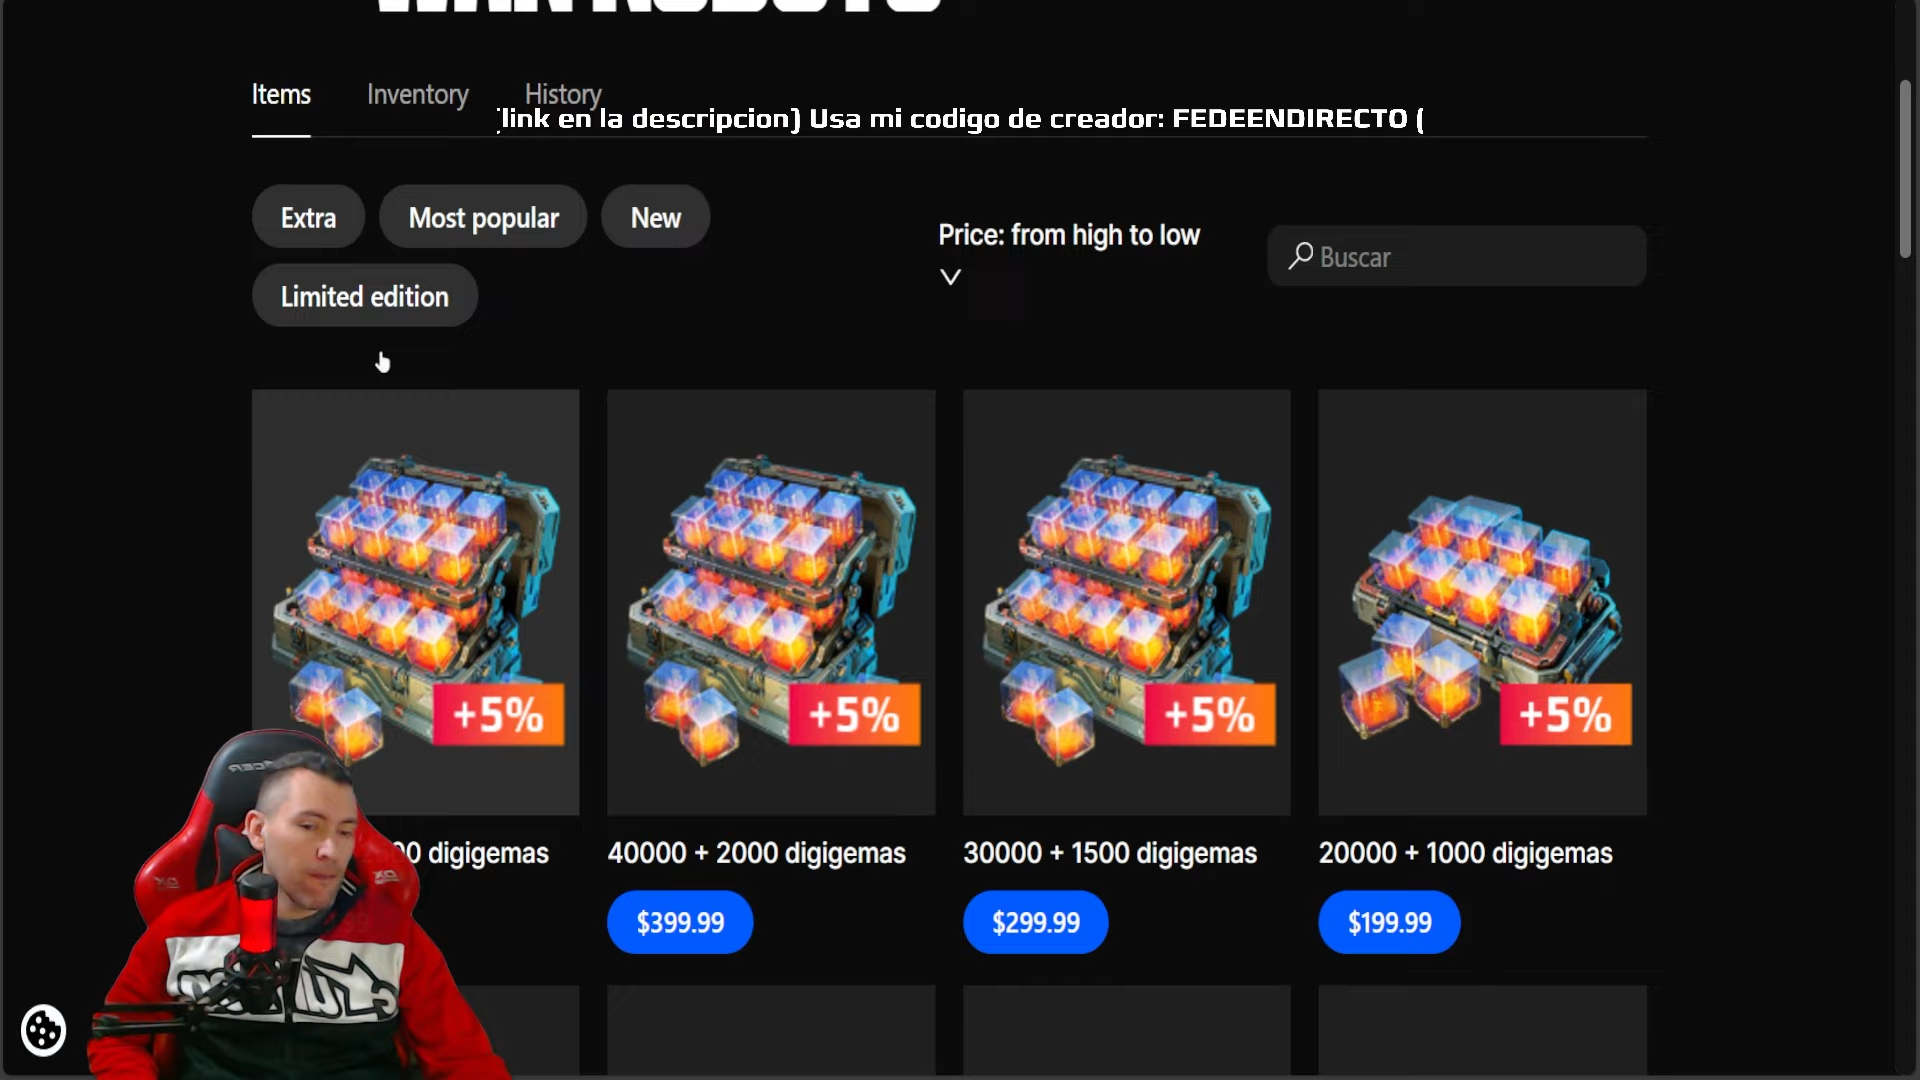 Items Inventory History
link en la descripcion) Usa mi codigo de creador: FEDEENDIRECTO (
Extra Most popular New
Price: from high to low
Buscar
Limited edition
+5% +5% +5% +5%
00 digigemas 40000 + 2000 digigemas 30000 + 1500 digigemas 20000 + 1000 digigemas
$399.99 $299.99 $199.99